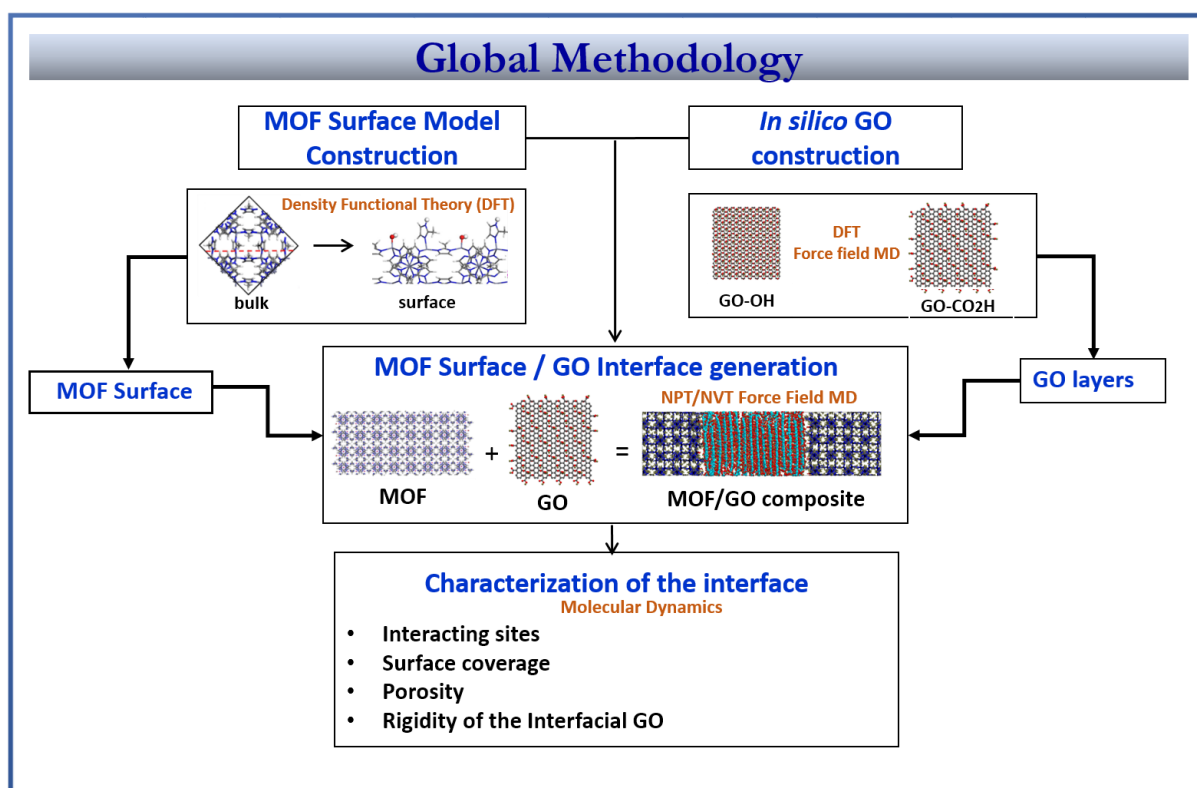 Global Methodology
MOF Surface Model
Construction
In silico GO
construction
Density Functional Theory (DFT)
bulk
surface
DFT
Force field MD
GO-OH
GO-CO2H
MOF Surface
GO layers
MOF Surface / GO Interface generation
NPT/NVT Force Field MD
+
=
MOF
GO
MOF/GO composite
Characterization of the interface
Molecular Dynamics
• Interacting sites
• Surface coverage
• Porosity
• Rigidity of the Interfacial GO